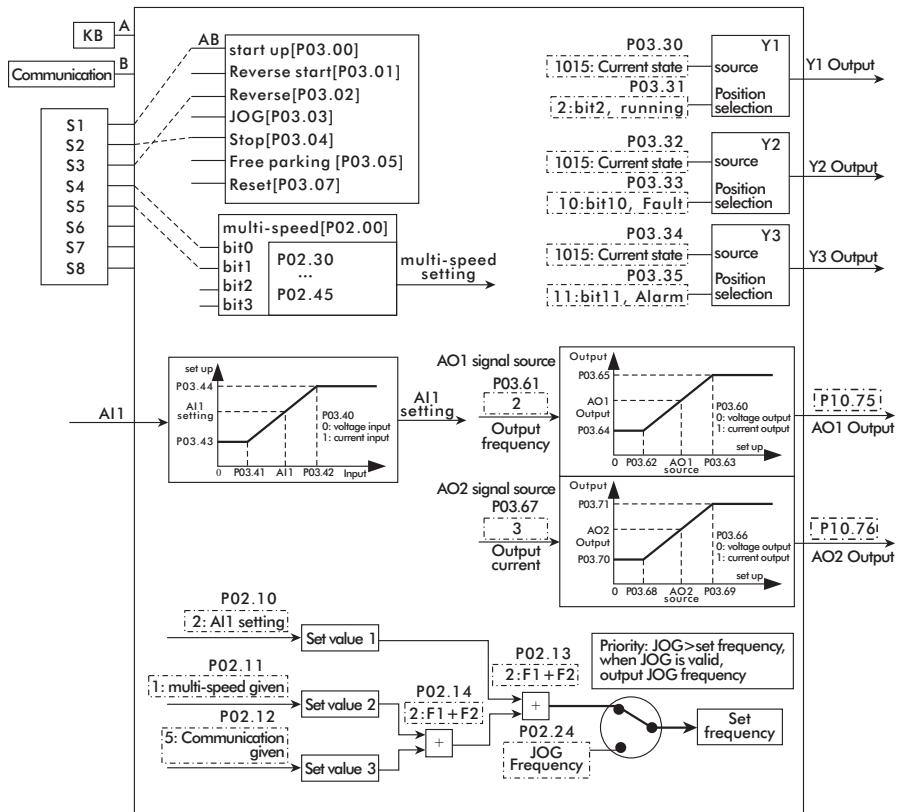 KB
A
Communication
B
S1
S2
S3
S4
S5
S6
S7
S8
AB
start up[P03.00]
Reverse start[P03.01]
Reverse[P03.02]
JOG[P03.03]
Stop[P03.04]
Free parking [P03.05]
Reset[P03.07]
multi-speed[P02.00]
bit0
bit1
bit2
bit3
P02.30
...
P02.45
multi-speed
setting
P03.30
1015: Current state
P03.31
2:bit2, running
Y1
source
Position
selection
Y1 Output
P03.32
1015: Current state
P03.33
10:bit10, Fault
Y2
source
Position
selection
Y2 Output
P03.34
1015: Current state
P03.35
11:bit11, Alarm
Y3
source
Position
selection
Y3 Output
AI1
set up
P03.44
AI1
setting
P03.43
P03.40
0: voltage input
1: current input
0
P03.41
AI1
P03.42
Input
AI1
setting
AO1 signal source
P03.61
2
Output
frequency
Output
P03.65
AO1
Output
P03.64
P03.60
0: voltage output
1: current output
set up
0
P03.62
AO1
source
P03.63
P10.75
AO1 Output
AO2 signal source
P03.67
3
Output
current
Output
P03.71
AO2
Output
P03.70
P03.66
0: voltage output
1: current output
set up
0
P03.68
AO2
source
P03.69
P10.76
AO2 Output
P02.10
2: AI1 setting
Set value 1
P02.11
1: multi-speed given
Set value 2
P02.12
5: Communication
given
Set value 3
P02.14
2:F1+F2
+
P02.13
2:F1+F2
+
P02.24
JOG
Frequency
Priority: JOG>set frequency,
when JOG is valid,
output JOG frequency
Set
frequency